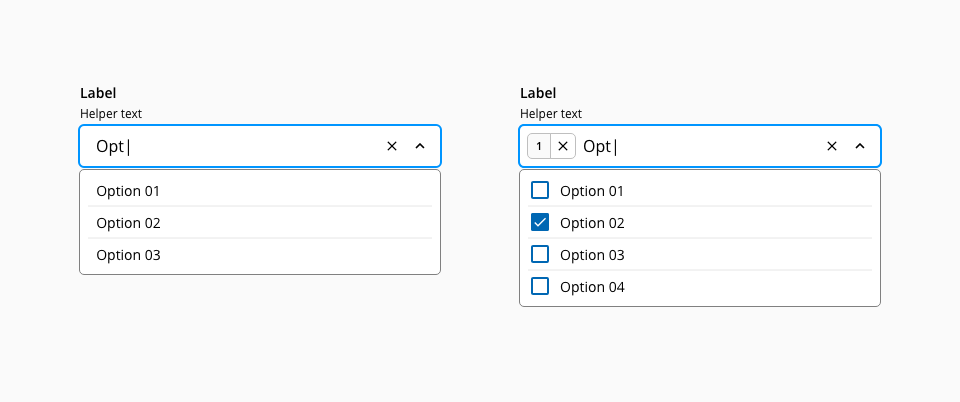 Label
Helper text
Opt
Option 01
Option 02
Option 03
Label
Helper text
1 Opt
Option 01
Option 02
Option 03
Option 04